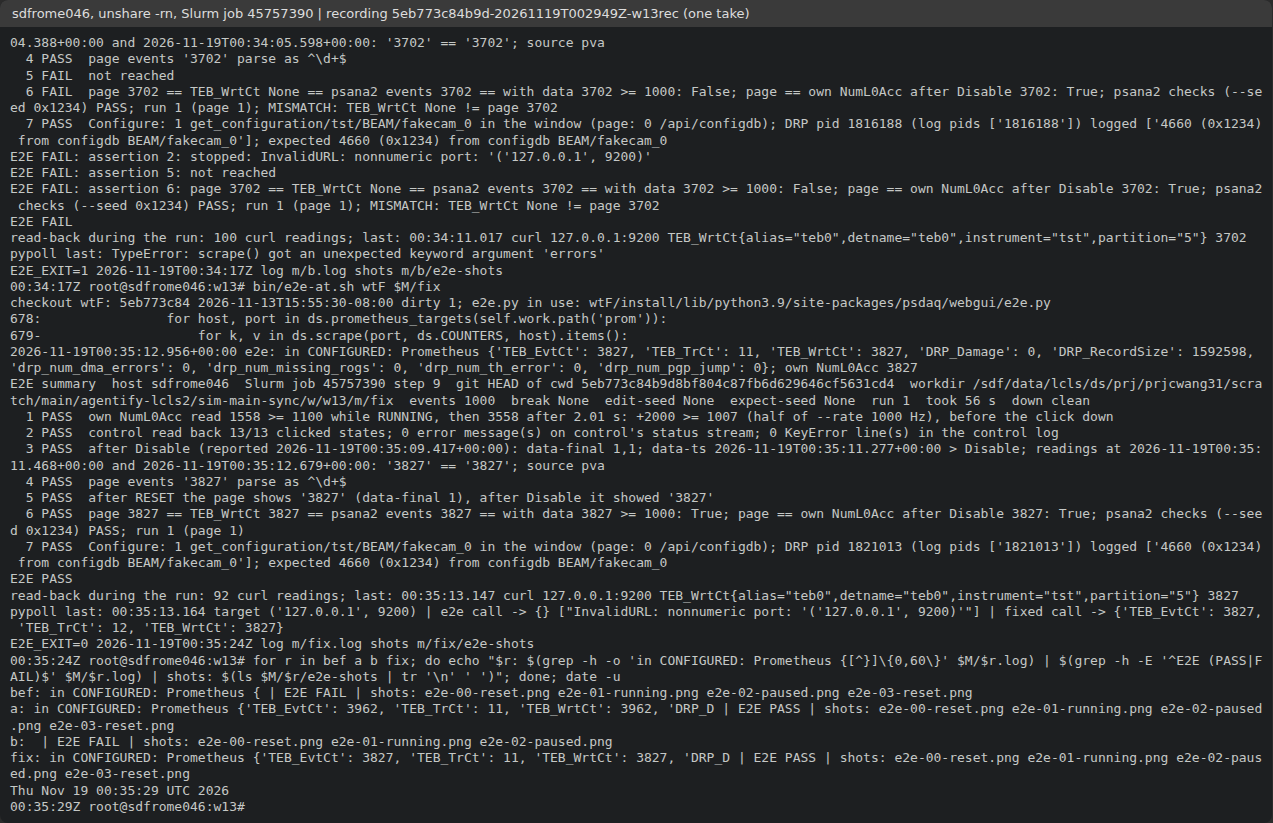 sdfrome046, unshare -rn, Slurm job 45757390 | recording 5eb773c84b9d-20261119T002949Z-w13rec (one take)
04.388+00:00 and 2026-11-19T00:34:05.598+00:00: '3702' == '3702'; source pva
  4 PASS  page events '3702' parse as ^\d+$
  5 FAIL  not reached
  6 FAIL  page 3702 == TEB_WrtCt None == psana2 events 3702 == with data 3702 >= 1000: False; page == own NumL0Acc after Disable 3702: True; psana2 checks (--se
ed 0x1234) PASS; run 1 (page 1); MISMATCH: TEB_WrtCt None != page 3702
  7 PASS  Configure: 1 get_configuration/tst/BEAM/fakecam_0 in the window (page: 0 /api/configdb); DRP pid 1816188 (log pids ['1816188']) logged ['4660 (0x1234)
 from configdb BEAM/fakecam_0']; expected 4660 (0x1234) from configdb BEAM/fakecam_0
E2E FAIL: assertion 2: stopped: InvalidURL: nonnumeric port: '('127.0.0.1', 9200)'
E2E FAIL: assertion 5: not reached
E2E FAIL: assertion 6: page 3702 == TEB_WrtCt None == psana2 events 3702 == with data 3702 >= 1000: False; page == own NumL0Acc after Disable 3702: True; psana2
 checks (--seed 0x1234) PASS; run 1 (page 1); MISMATCH: TEB_WrtCt None != page 3702
E2E FAIL
read-back during the run: 100 curl readings; last: 00:34:11.017 curl 127.0.0.1:9200 TEB_WrtCt{alias="teb0",detname="teb0",instrument="tst",partition="5"} 3702
pypoll last: TypeError: scrape() got an unexpected keyword argument 'errors'
E2E_EXIT=1 2026-11-19T00:34:17Z log m/b.log shots m/b/e2e-shots
00:34:17Z root@sdfrome046:w13# bin/e2e-at.sh wtF $M/fix
checkout wtF: 5eb773c84 2026-11-13T15:55:30-08:00 dirty 1; e2e.py in use: wtF/install/lib/python3.9/site-packages/psdaq/webgui/e2e.py
678:                for host, port in ds.prometheus_targets(self.work.path('prom')):
679-                    for k, v in ds.scrape(port, ds.COUNTERS, host).items():
2026-11-19T00:35:12.956+00:00 e2e: in CONFIGURED: Prometheus {'TEB_EvtCt': 3827, 'TEB_TrCt': 11, 'TEB_WrtCt': 3827, 'DRP_Damage': 0, 'DRP_RecordSize': 1592598,
'drp_num_dma_errors': 0, 'drp_num_missing_rogs': 0, 'drp_num_th_error': 0, 'drp_num_pgp_jump': 0}; own NumL0Acc 3827
E2E summary  host sdfrome046  Slurm job 45757390 step 9  git HEAD of cwd 5eb773c84b9d8bf804c87fb6d629646cf5631cd4  workdir /sdf/data/lcls/ds/prj/prjcwang31/scra
tch/main/agentify-lcls2/sim-main-sync/w/w13/m/fix  events 1000  break None  edit-seed None  expect-seed None  run 1  took 56 s  down clean
  1 PASS  own NumL0Acc read 1558 >= 1100 while RUNNING, then 3558 after 2.01 s: +2000 >= 1007 (half of --rate 1000 Hz), before the click down
  2 PASS  control read back 13/13 clicked states; 0 error message(s) on control's status stream; 0 KeyError line(s) in the control log
  3 PASS  after Disable (reported 2026-11-19T00:35:09.417+00:00): data-final 1,1; data-ts 2026-11-19T00:35:11.277+00:00 > Disable; readings at 2026-11-19T00:35:
11.468+00:00 and 2026-11-19T00:35:12.679+00:00: '3827' == '3827'; source pva
  4 PASS  page events '3827' parse as ^\d+$
  5 PASS  after RESET the page shows '3827' (data-final 1), after Disable it showed '3827'
  6 PASS  page 3827 == TEB_WrtCt 3827 == psana2 events 3827 == with data 3827 >= 1000: True; page == own NumL0Acc after Disable 3827: True; psana2 checks (--see
d 0x1234) PASS; run 1 (page 1)
  7 PASS  Configure: 1 get_configuration/tst/BEAM/fakecam_0 in the window (page: 0 /api/configdb); DRP pid 1821013 (log pids ['1821013']) logged ['4660 (0x1234)
 from configdb BEAM/fakecam_0']; expected 4660 (0x1234) from configdb BEAM/fakecam_0
E2E PASS
read-back during the run: 92 curl readings; last: 00:35:13.147 curl 127.0.0.1:9200 TEB_WrtCt{alias="teb0",detname="teb0",instrument="tst",partition="5"} 3827
pypoll last: 00:35:13.164 target ('127.0.0.1', 9200) | e2e call -> {} ["InvalidURL: nonnumeric port: '('127.0.0.1', 9200)'"] | fixed call -> {'TEB_EvtCt': 3827,
 'TEB_TrCt': 12, 'TEB_WrtCt': 3827}
E2E_EXIT=0 2026-11-19T00:35:24Z log m/fix.log shots m/fix/e2e-shots
00:35:24Z root@sdfrome046:w13# for r in bef a b fix; do echo "$r: $(grep -h -o 'in CONFIGURED: Prometheus {[^}]\{0,60\}' $M/$r.log) | $(grep -h -E '^E2E (PASS|F
AIL)$' $M/$r.log) | shots: $(ls $M/$r/e2e-shots | tr '\n' ' ')"; done; date -u
bef: in CONFIGURED: Prometheus { | E2E FAIL | shots: e2e-00-reset.png e2e-01-running.png e2e-02-paused.png e2e-03-reset.png
a: in CONFIGURED: Prometheus {'TEB_EvtCt': 3962, 'TEB_TrCt': 11, 'TEB_WrtCt': 3962, 'DRP_D | E2E PASS | shots: e2e-00-reset.png e2e-01-running.png e2e-02-paused
.png e2e-03-reset.png
b:  | E2E FAIL | shots: e2e-00-reset.png e2e-01-running.png e2e-02-paused.png
fix: in CONFIGURED: Prometheus {'TEB_EvtCt': 3827, 'TEB_TrCt': 11, 'TEB_WrtCt': 3827, 'DRP_D | E2E PASS | shots: e2e-00-reset.png e2e-01-running.png e2e-02-paus
ed.png e2e-03-reset.png
Thu Nov 19 00:35:29 UTC 2026
00:35:29Z root@sdfrome046:w13#